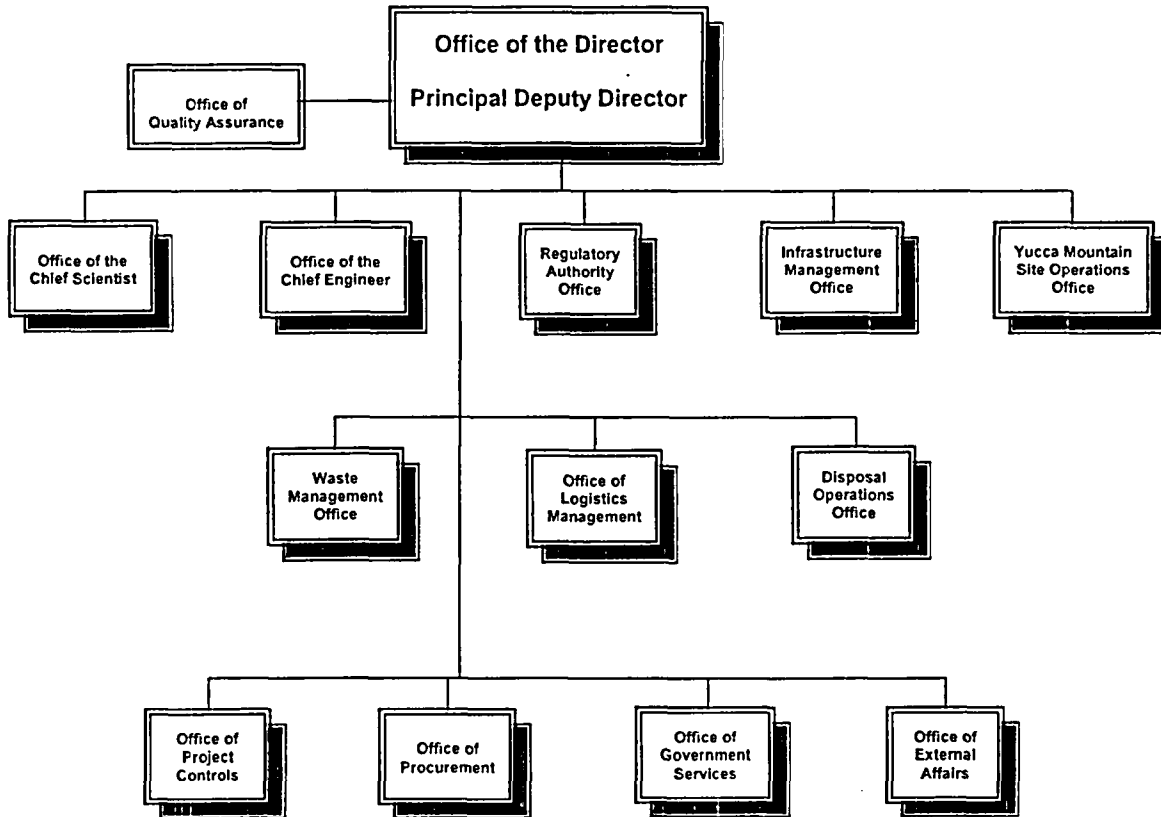 Office of the Director
Principal Deputy Director
Office of
Quality Assurance
Office of the
Chief Scientist
Office of the
Chief Engineer
Regulatory
Authority
Office
Infrastructure
Management
Office
Yucca Mountain
Site Operations
Office
Waste
Management
Office
Office of
Logistics
Management
Disposal
Operations
Office
Office of
Project
Controls
Office of
Procurement
Office of
Government
Services
Office of
External
Affairs